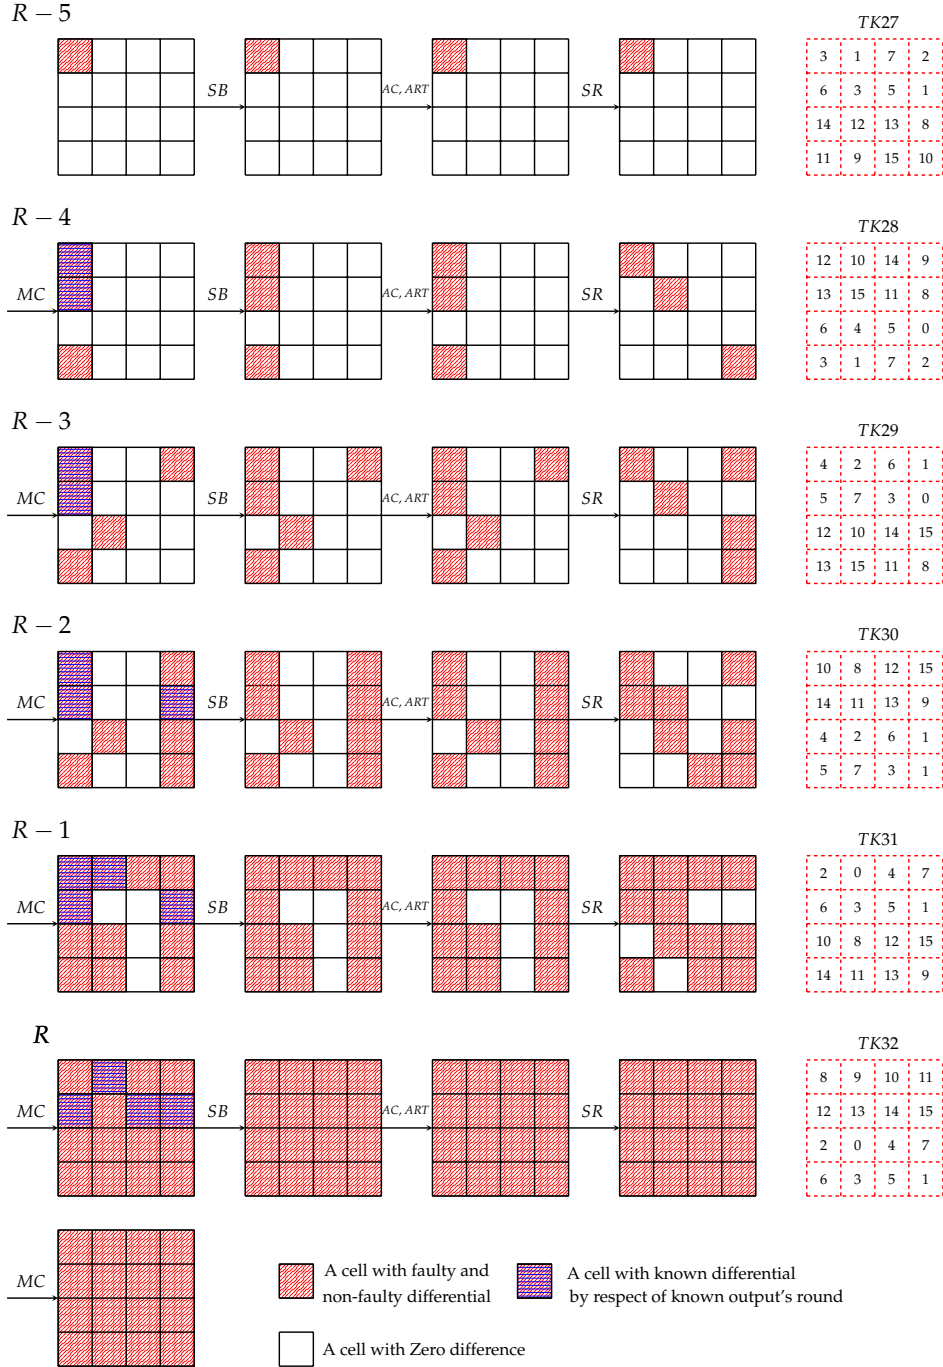 R − 5
TK27
SB
AC, ART
SR
3 1 7 2
6 3 5 1
14 12 13 8
11 9 15 10
R − 4
TK28
MC
SB
AC, ART
SR
12 10 14 9
13 15 11 8
6 4 5 0
3 1 7 2
R − 3
TK29
MC
SB
AC, ART
SR
4 2 6 1
5 7 3 0
12 10 14 15
13 15 11 8
R − 2
TK30
MC
SB
AC, ART
SR
10 8 12 15
14 11 13 9
4 2 6 1
5 7 3 1
R − 1
TK31
MC
SB
AC, ART
SR
2 0 4 7
6 3 5 1
10 8 12 15
14 11 13 9
R
TK32
MC
SB
AC, ART
SR
8 9 10 11
12 13 14 15
2 0 4 7
6 3 5 1
MC
A cell with faulty and
non-faulty differential
A cell with known differential
by respect of known output's round
A cell with Zero difference